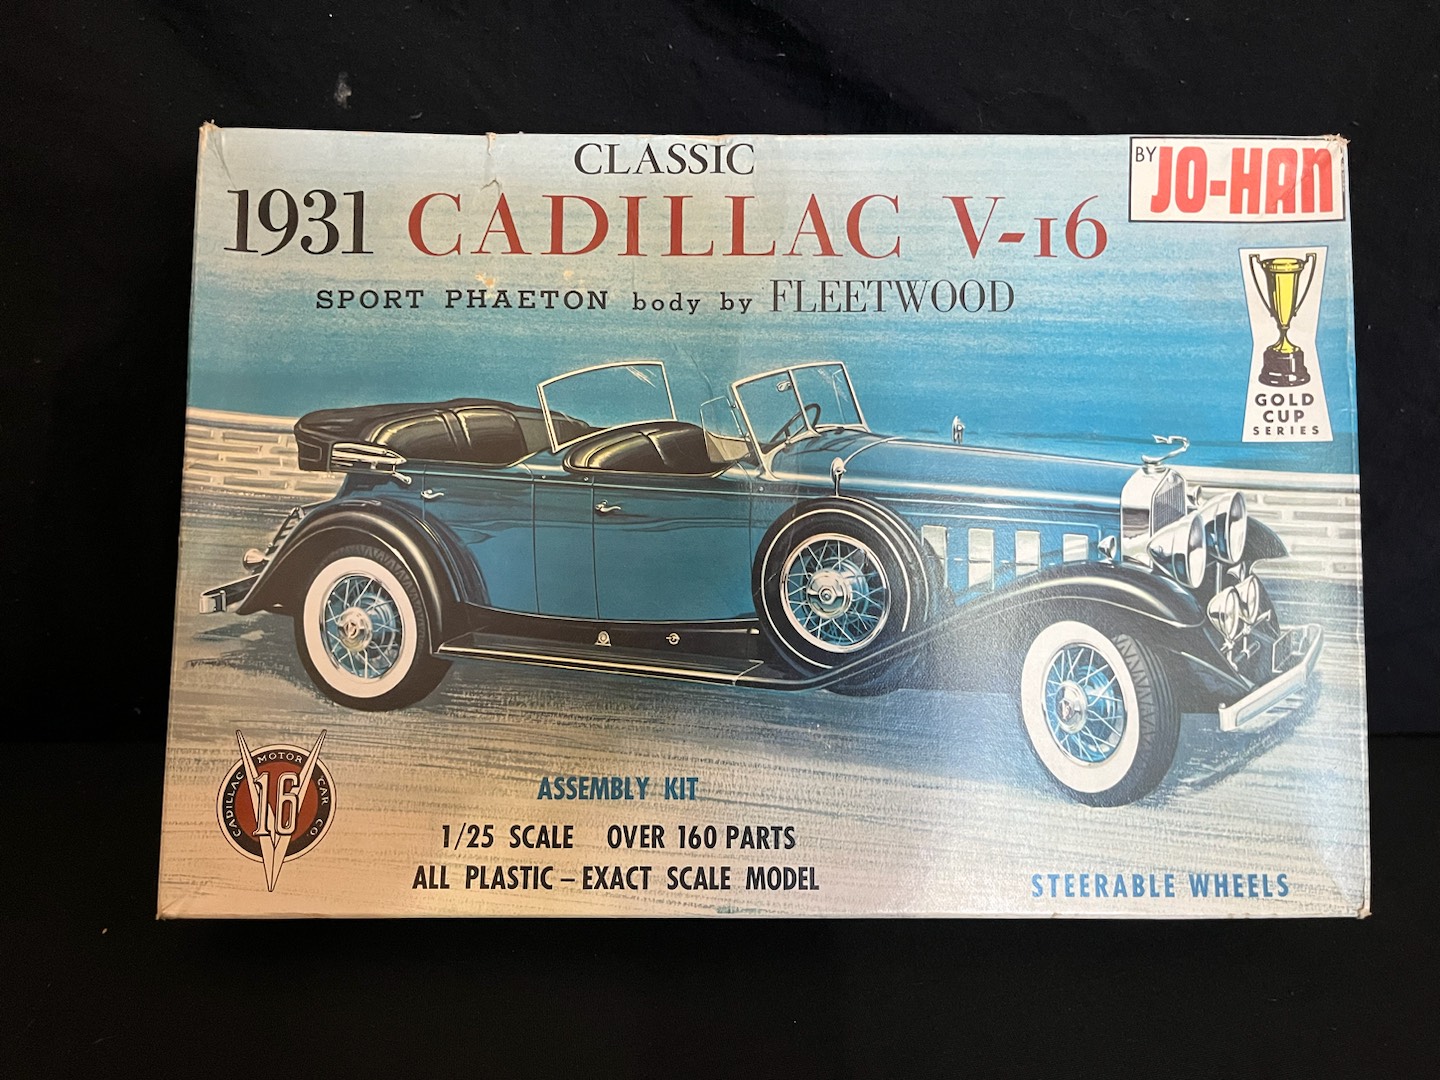 CLASSIC
BY JO-HAN
1931 CADILLAC V-16
SPORT PHAETON body by FLEETWOOD
GOLD
CUP
SERIES
CADILLAC MOTOR CAR CO.
16
ASSEMBLY KIT
1/25 SCALE OVER 160 PARTS
ALL PLASTIC – EXACT SCALE MODEL
STEERABLE WHEELS